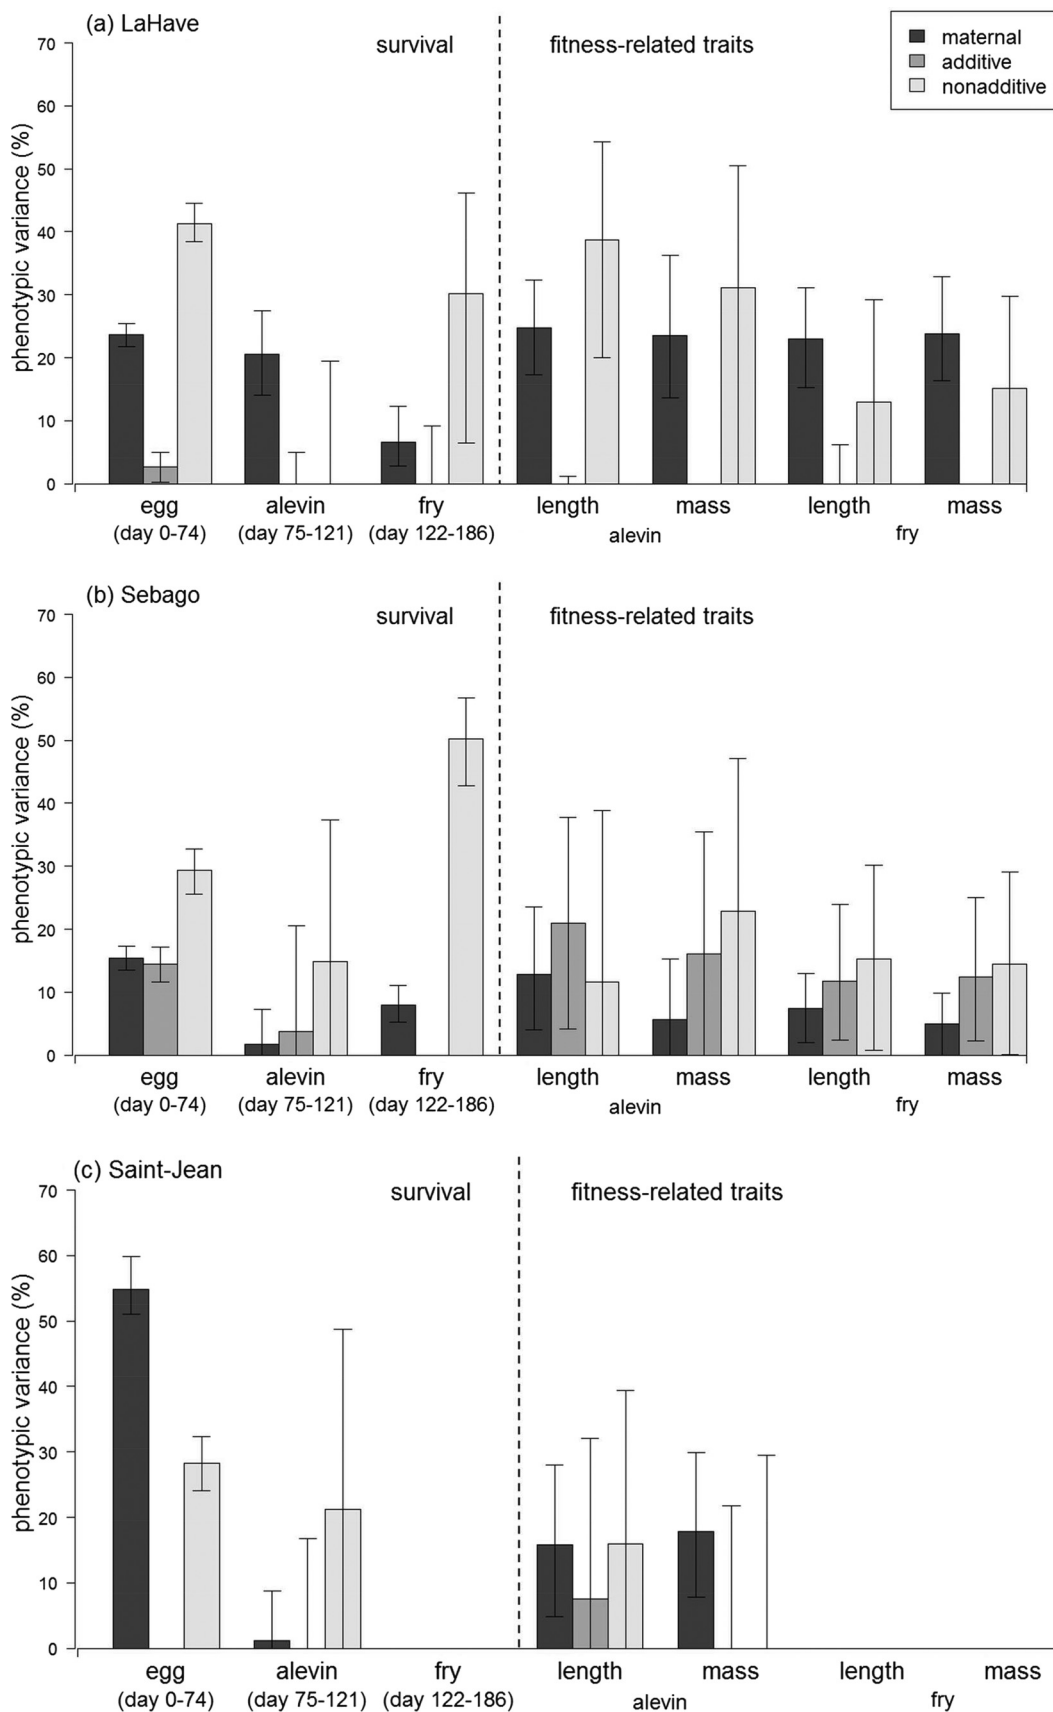 (a) LaHave
survival
fitness-related traits
maternal
additive
nonadditive
phenotypic variance (%)
70
60
50
40
30
20
10
0
egg
alevin
fry
length
mass
length
mass
(day 0-74)
(day 75-121)
(day 122-186)
alevin
fry
(b) Sebago
survival
fitness-related traits
phenotypic variance (%)
70
60
50
40
30
20
10
0
egg
alevin
fry
length
mass
length
mass
(day 0-74)
(day 75-121)
(day 122-186)
alevin
fry
(c) Saint-Jean
survival
fitness-related traits
phenotypic variance (%)
70
60
50
40
30
20
10
0
egg
alevin
fry
length
mass
length
mass
(day 0-74)
(day 75-121)
(day 122-186)
alevin
fry